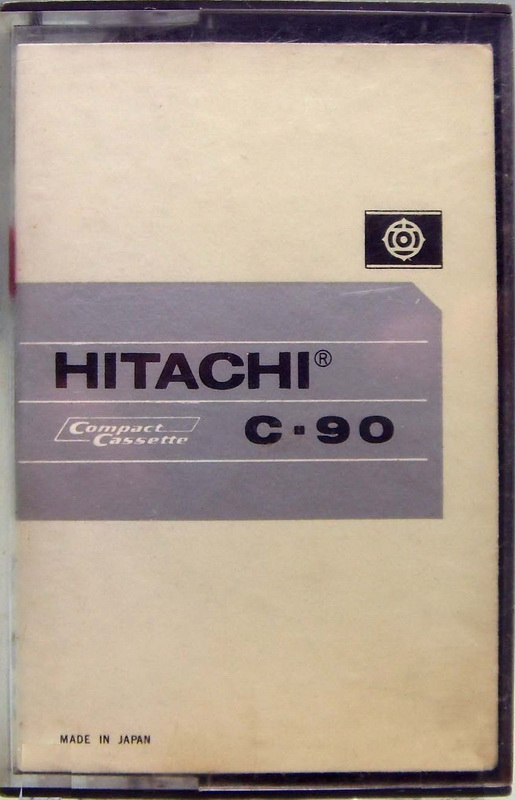 HITACHI®
Compact
Cassette
C-90
MADE IN JAPAN